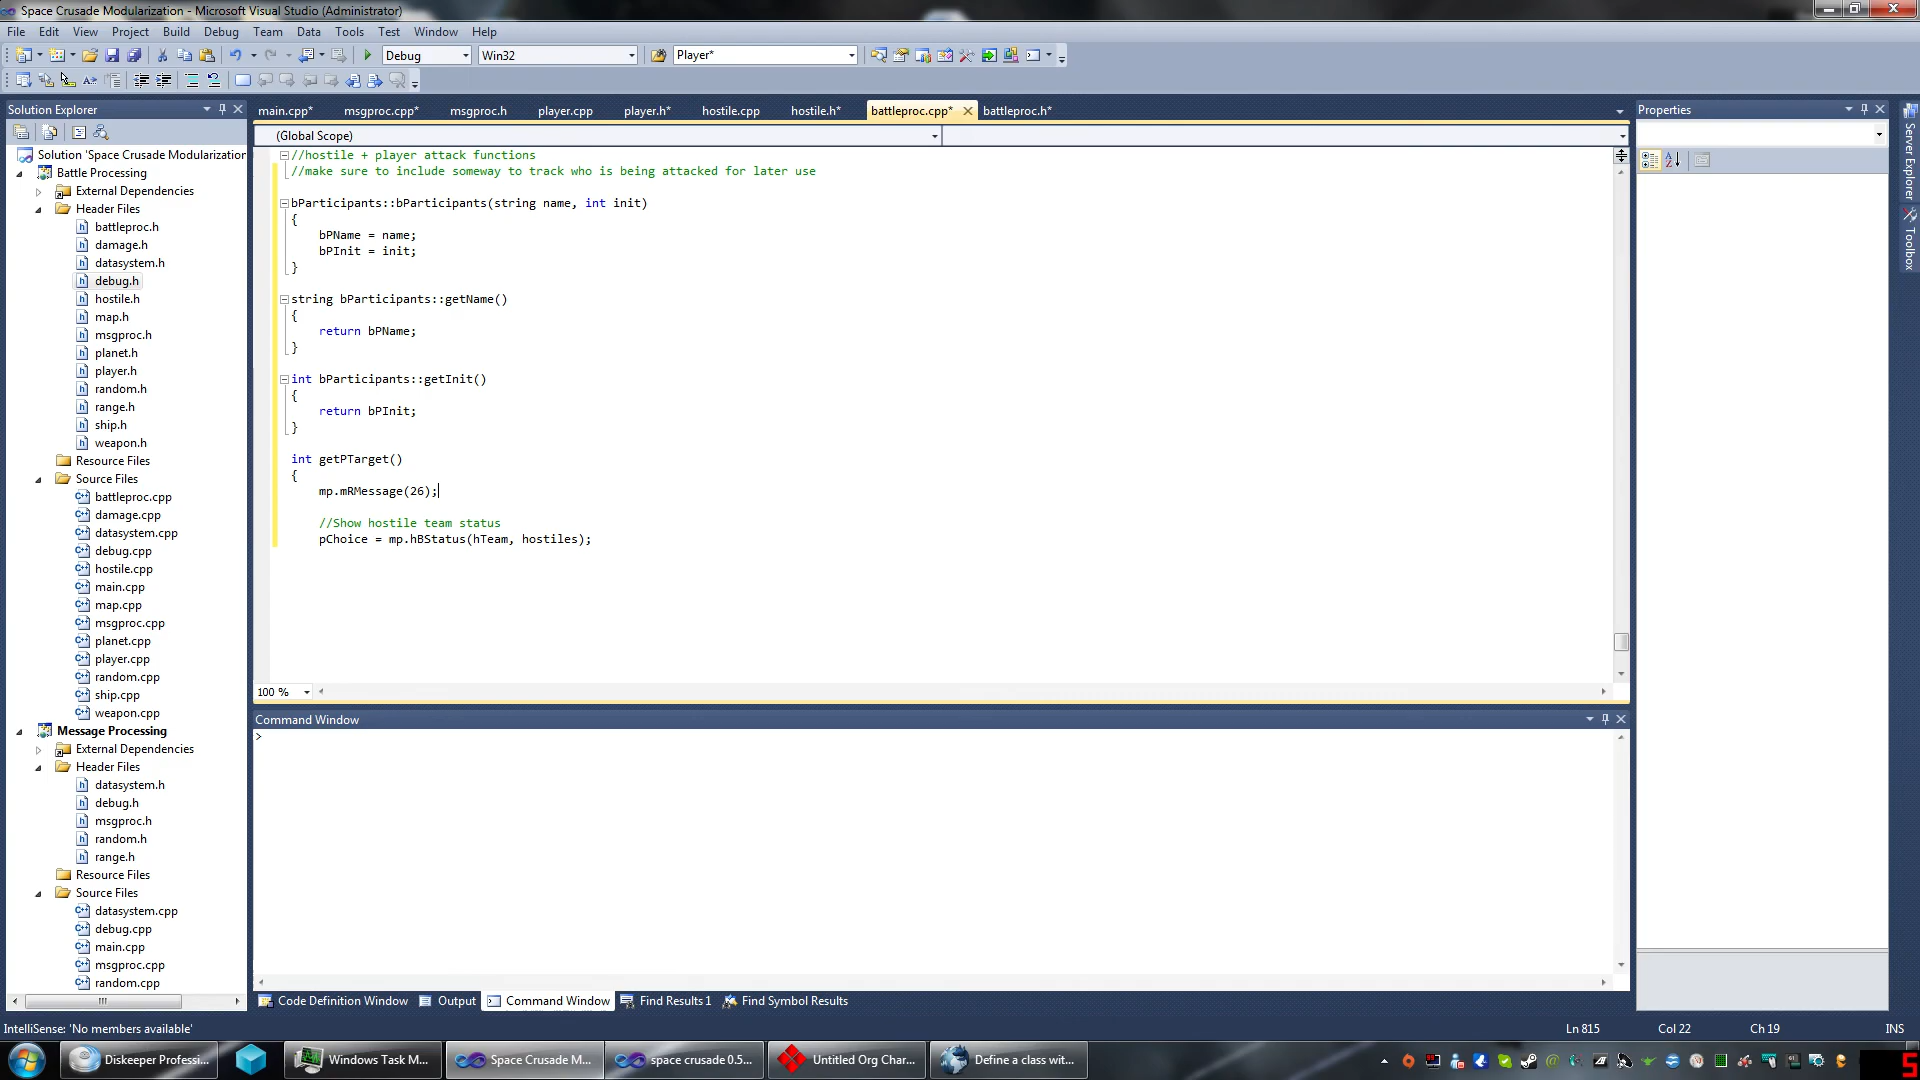 Space Crusade Modularization - Microsoft Visual Studio (Administrator)
File Edit View Project Build Debug Team Data Tools Test Window Help
Debug Win32 Player*
Solution Explorer
main.cpp* msgproc.cpp* msgproc.h player.cpp player.h* hostile.cpp hostile.h* battleproc.cpp* battleproc.h*
Properties
(Global Scope)
Solution 'Space Crusade Modularization
Battle Processing
External Dependencies
Header Files
battleproc.h
damage.h
datasystem.h
debug.h
hostile.h
map.h
msgproc.h
planet.h
player.h
random.h
range.h
ship.h
weapon.h
Resource Files
Source Files
battleproc.cpp
damage.cpp
datasystem.cpp
debug.cpp
hostile.cpp
main.cpp
map.cpp
msgproc.cpp
planet.cpp
player.cpp
random.cpp
ship.cpp
weapon.cpp
Message Processing
External Dependencies
Header Files
datasystem.h
debug.h
msgproc.h
random.h
range.h
Resource Files
Source Files
datasystem.cpp
debug.cpp
main.cpp
msgproc.cpp
random.cpp
//hostile + player attack functions
//make sure to include someway to track who is being attacked for later use
bParticipants::bParticipants(string name, int init)
{
bPName = name;
bPInit = init;
}
string bParticipants::getName()
{
return bPName;
}
int bParticipants::getInit()
{
return bPInit;
}
int getPTarget()
{
mp.mRMessage(26);
//Show hostile team status
pChoice = mp.hBStatus(hTeam, hostiles);
100 %
Command Window
>
Code Definition Window Output Command Window Find Results 1 Find Symbol Results
Server Explorer
Toolbox
IntelliSense: 'No members available'
Ln 815 Col 22 Ch 19 INS
Diskeeper Professi... Windows Task M... Space Crusade M... space crusade 0.5... Untitled Org Char... Define a class wit...
5